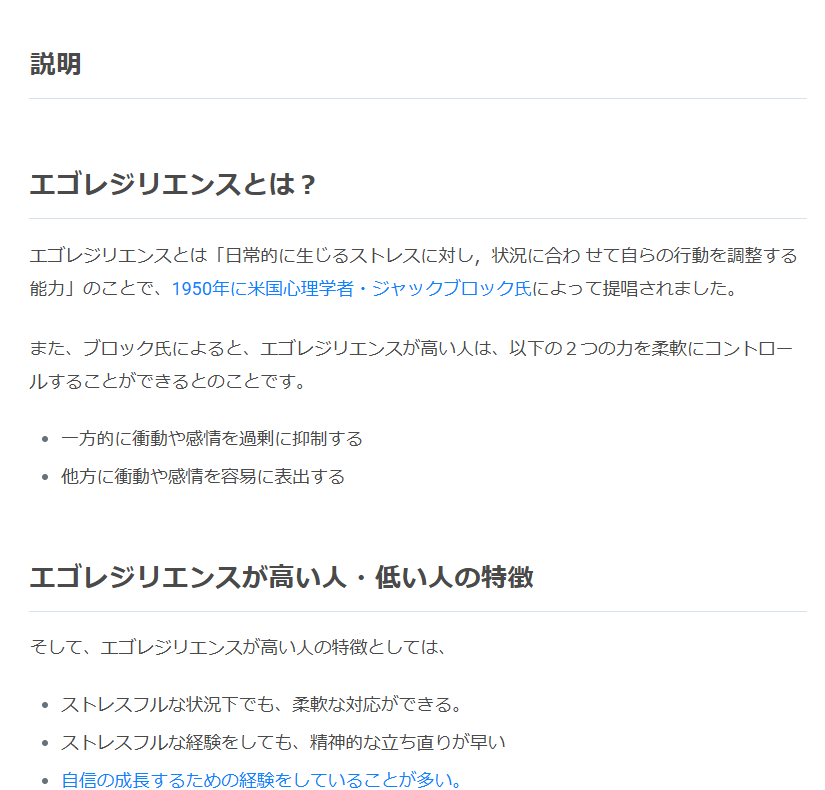 説明
エゴレジリエンスとは？
エゴレジリエンスとは「日常的に生じるストレスに対し，状況に合わ せて自らの行動を調整する
能力」のことで、1950年に米国心理学者・ジャックブロック氏によって提唱されました。
また、ブロック氏によると、エゴレジリエンスが高い人は、以下の２つの力を柔軟にコントロー
ルすることができるとのことです。
一方的に衝動や感情を過剰に抑制する
他方に衝動や感情を容易に表出する
エゴレジリエンスが高い人・低い人の特徴
そして、エゴレジリエンスが高い人の特徴としては、
ストレスフルな状況下でも、柔軟な対応ができる。
ストレスフルな経験をしても、精神的な立ち直りが早い
自信の成長するための経験をしていることが多い。